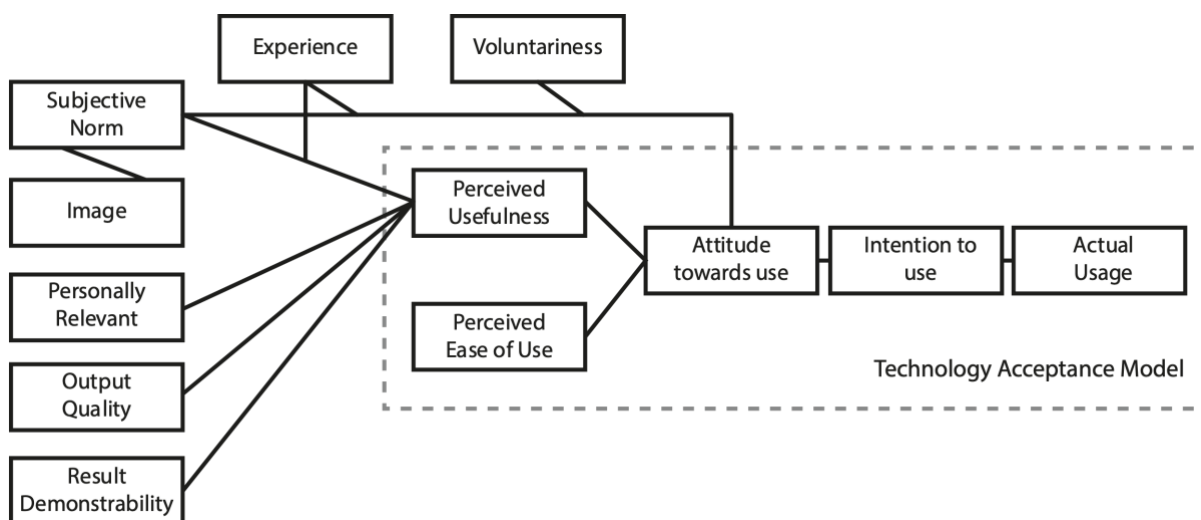 Experience
Voluntariness
Subjective
Norm
Image
Personally
Relevant
Output
Quality
Result
Demonstrability
Perceived
Usefulness
Perceived
Ease of Use
Attitude
towards use
Intention to
use
Actual
Usage
Technology Acceptance Model